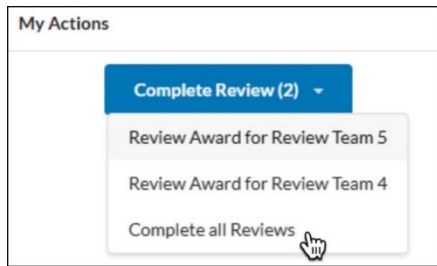 My Actions
Complete Review (2)
Review Award for Review Team 5
Review Award for Review Team 4
Complete all Reviews